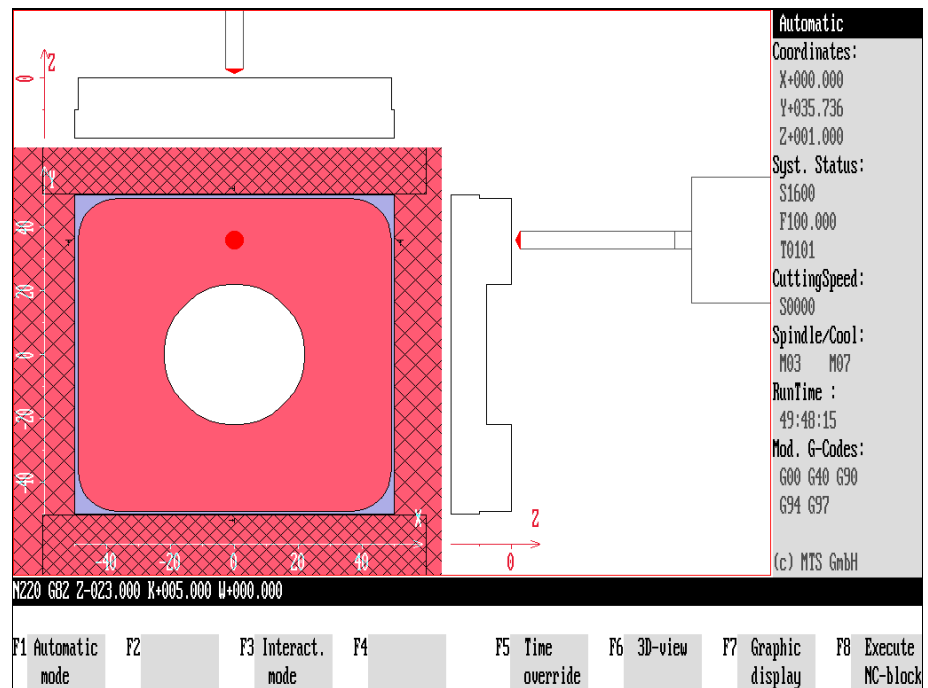 Automatic
Coordinates:
X+000.000
Y+035.736
Z+001.000
Syst. Status:
S1600
F100.000
T0101
CuttingSpeed:
S0000
Spindle/Cool:
M03 M07
RunTime :
49:48:15
Mod. G-Codes:
G00 G40 G90
G94 G97
(c) MTS GmbH
Z
0
Y
40
20
0
-20
-40
X
-40 -20 0 20 40
Z
0
N220 G82 Z-023.000 K+005.000 W+000.000
F1 Automatic mode
F2
F3 Interact. mode
F4
F5 Time override
F6 3D-view
F7 Graphic display
F8 Execute NC-block